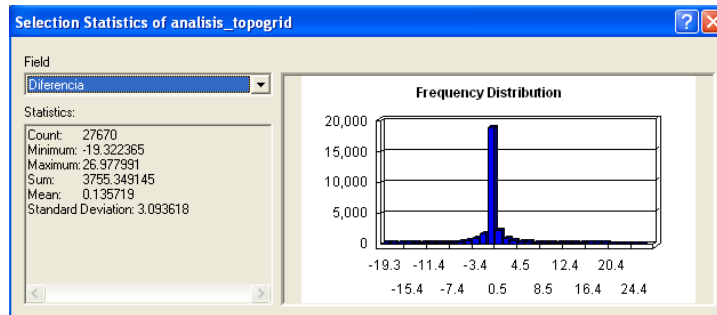 Selection Statistics of analisis_topogrid
Field
Diferencia
Statistics:
Count: 27670
Minimum: -19.322365
Maximum: 26.977991
Sum: 3755.349145
Mean: 0.135719
Standard Deviation: 3.093618
Frequency Distribution
20,000
15,000
10,000
5,000
0
-19.3 -11.4 -3.4 4.5 12.4 20.4
-15.4 -7.4 0.5 8.5 16.4 24.4